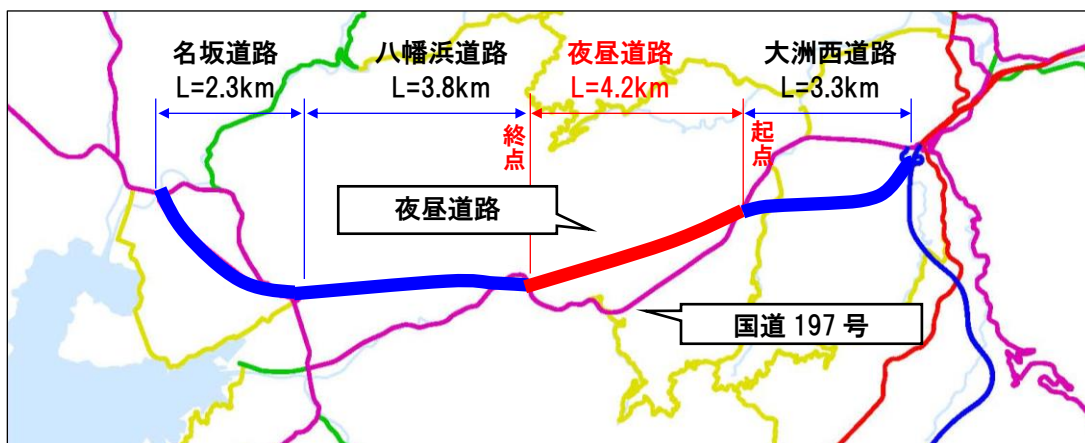 名坂道路
L=2.3km
八幡浜道路
L=3.8km
夜昼道路
L=4.2km
大洲西道路
L=3.3km
終点
起点
夜昼道路
国道 197 号